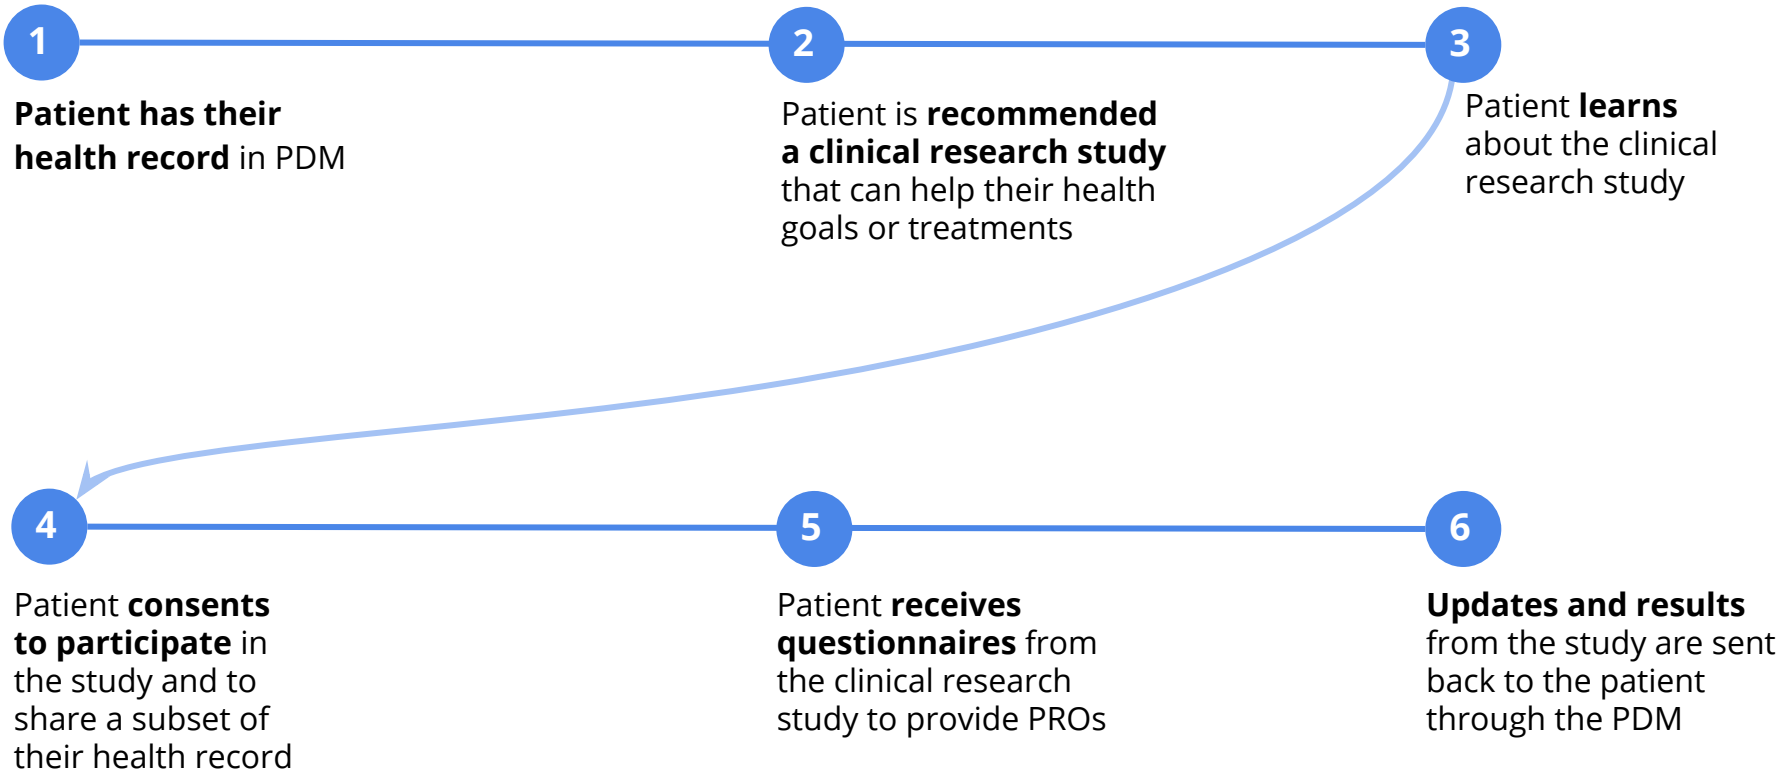 1
Patient has their
health record in PDM
2
Patient is recommended
a clinical research study
that can help their health
goals or treatments
3
Patient learns
about the clinical
research study
4
Patient consents
to participate in
the study and to
share a subset of
their health record
5
Patient receives
questionnaires from
the clinical research
study to provide PROs
6
Updates and results
from the study are sent
back to the patient
through the PDM